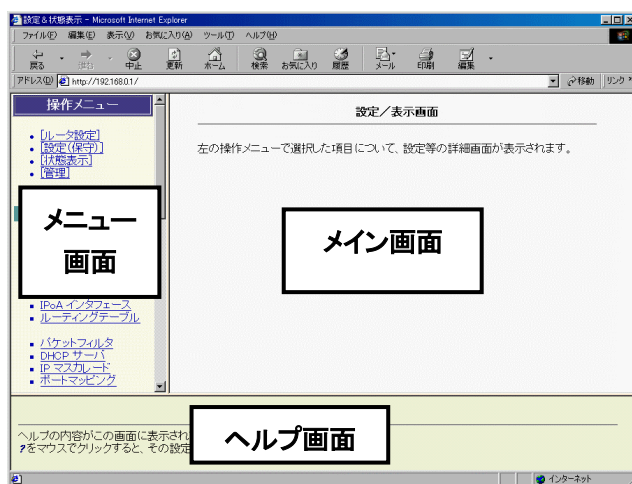 設定＆状態表示 - Microsoft Internet Explorer
ファイル(F) 編集(E) 表示(V) お気に入り(A) ツール(T) ヘルプ(H)
戻る 進む 中止 更新 ホーム 検索 お気に入り 履歴 メール 印刷 編集
アドレス(D) http://192.168.0.1/ 移動 リンク »
操作メニュー
[ルータ設定]
[設定(保守)]
[状態表示]
[管理]
メニュー
画面
IPoA インタフェース
ルーティングテーブル
パケットフィルタ
DHCP サーバ
IP マスカレード
ポートマッピング
設定／表示画面
左の操作メニューで選択した項目について、設定等の詳細画面が表示されます。
メイン画面
ヘルプの内容がこの画面に表示され
?をマウスでクリックすると、その設定
ヘルプ画面
インターネット